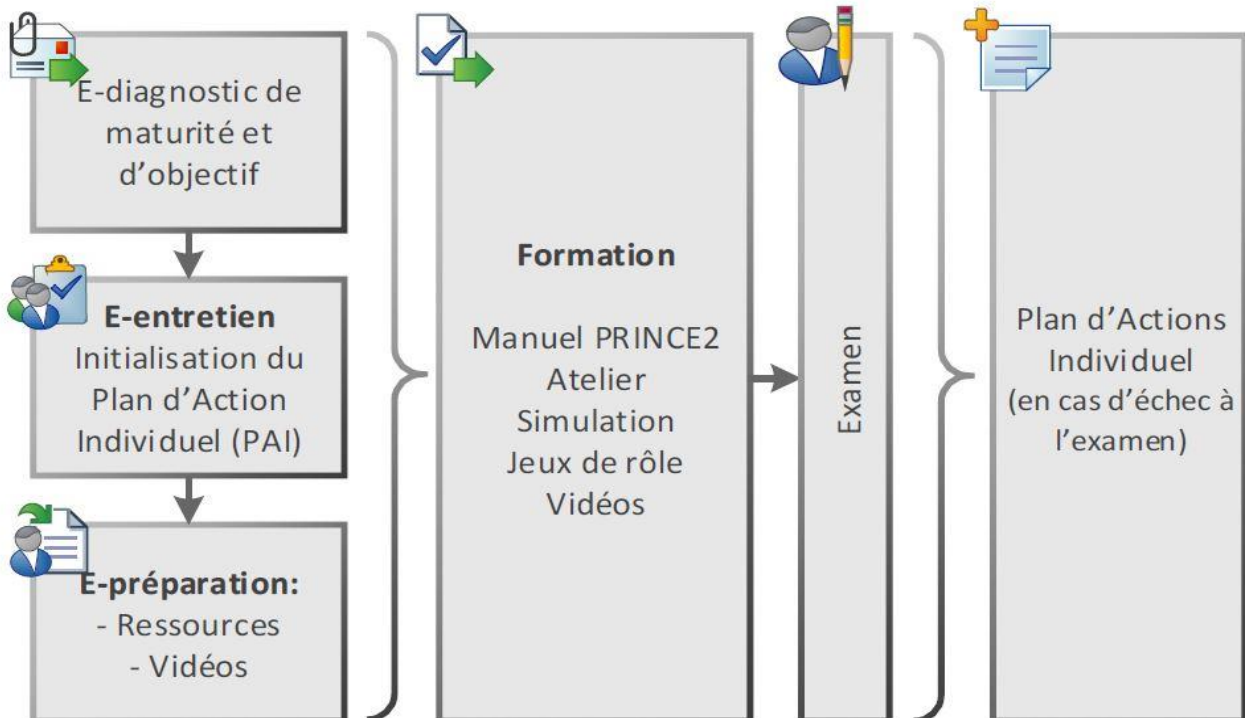 E-diagnostic de
maturité et
d’objectif
E-entretien
Initialisation du
Plan d’Action
Individuel (PAI)
E-préparation:
- Ressources
- Vidéos
Formation
Manuel PRINCE2
Atelier
Simulation
Jeux de rôle
Vidéos
Examen
Plan d’Actions
Individuel
(en cas d’échec à
l’examen)